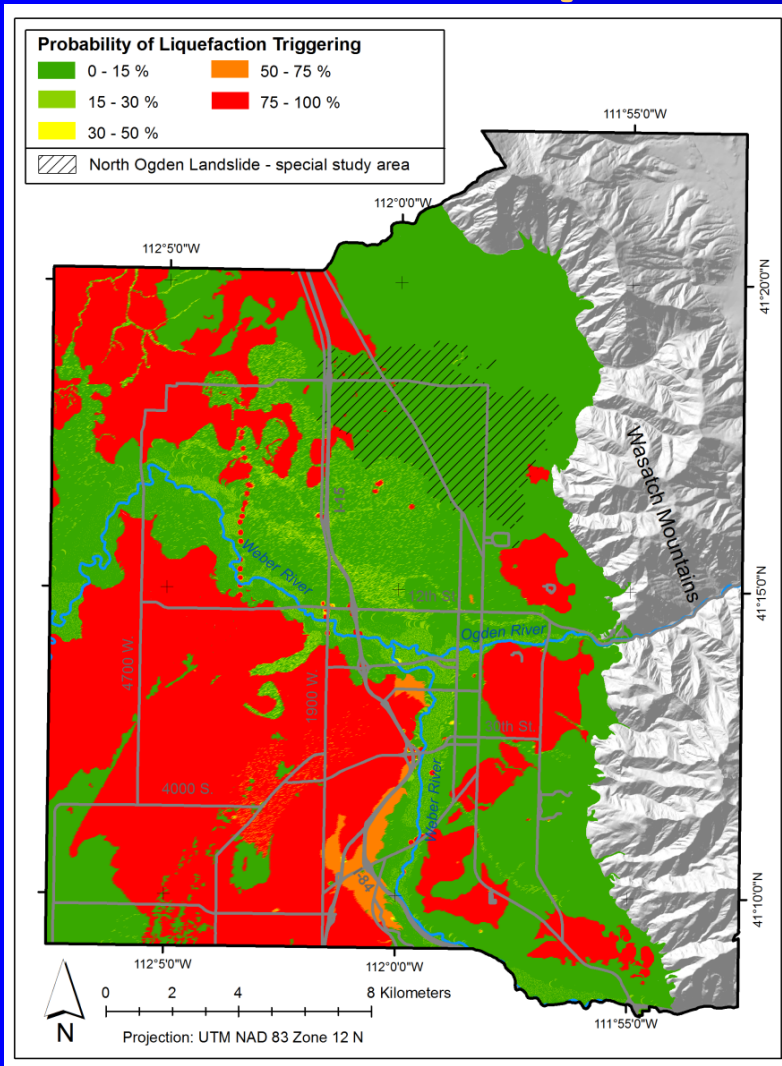 Probability of Liquefaction Triggering
0 - 15 %
50 - 75 %
15 - 30 %
75 - 100 %
30 - 50 %
North Ogden Landslide - special study area
111°55'0"W
112°0'0"W
112°5'0"W
41°20'0"N
Wasatch Mountains
I-15
Weber River
12th St.
41°15'0"N
Ogden River
4700 W.
1900 W.
30th St.
4000 S.
Weber River
I-84
41°10'0"N
112°5'0"W
112°0'0"W
111°55'0"W
0 2 4 8 Kilometers
N
Projection: UTM NAD 83 Zone 12 N